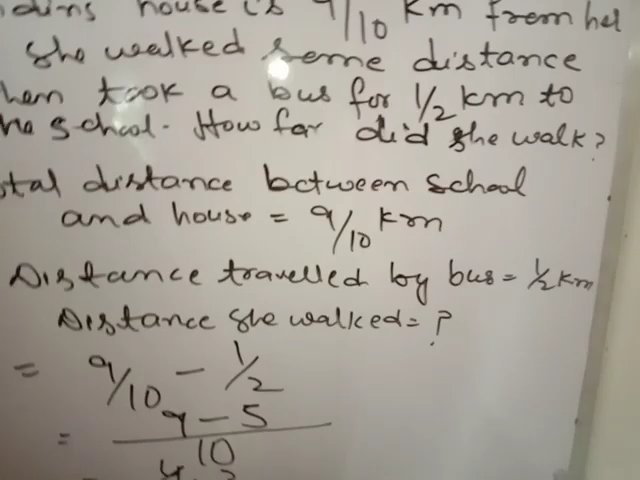 house is 9/10 Km from her
She walked some distance
then took a bus for 1/2 km to
the school. How far did she walk?
total distance between school
and house = 9/10 km
Distance travelled by bus = 1/2 km
Distance she walked = ?
= 9/10 - 1/2
= 9-5
10
4